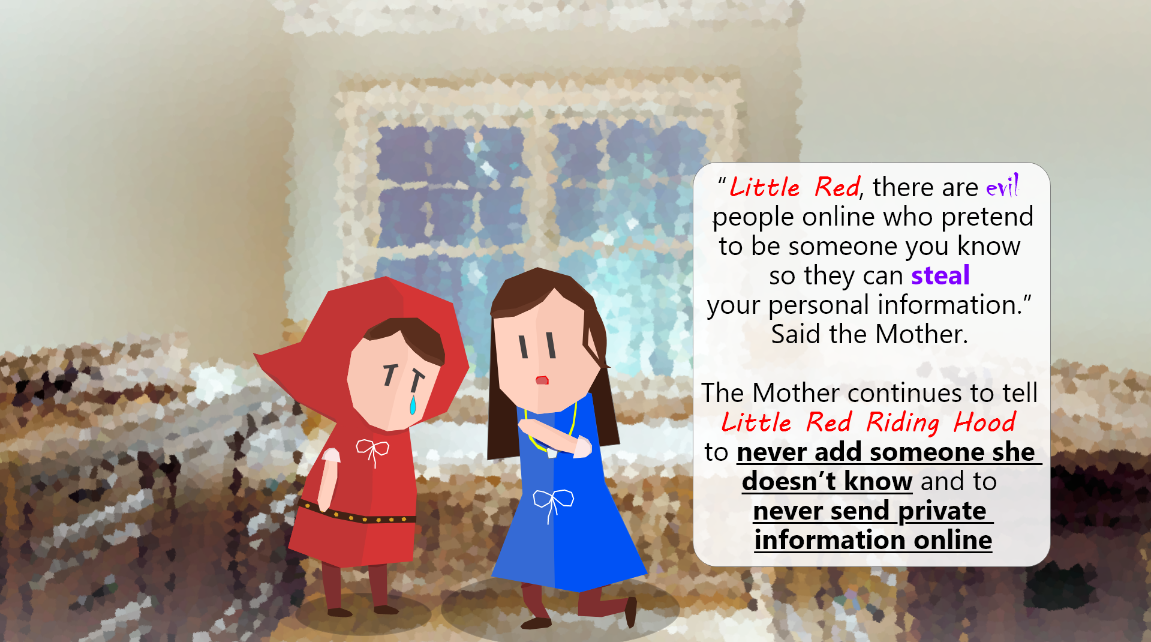 “Little Red, there are evil
people online who pretend
to be someone you know
so they can steal
your personal information.”
Said the Mother.
The Mother continues to tell
Little Red Riding Hood
to never add someone she
doesn’t know and to
never send private
information online